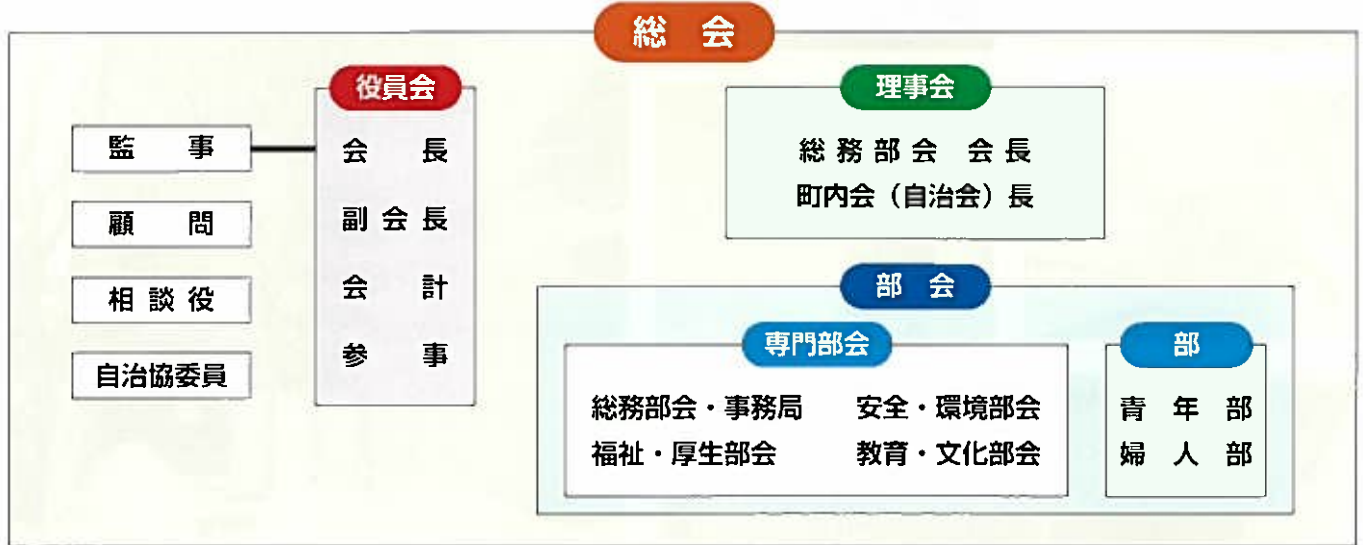 総会
役員会
監事
顧問
相談役
自治協委員
会長
副会長
会計
参事
理事会
総務部会 会長
町内会（自治会）長
部会
専門部会
総務部会・事務局 安全・環境部会
福祉・厚生部会 教育・文化部会
部
青年部
婦人部